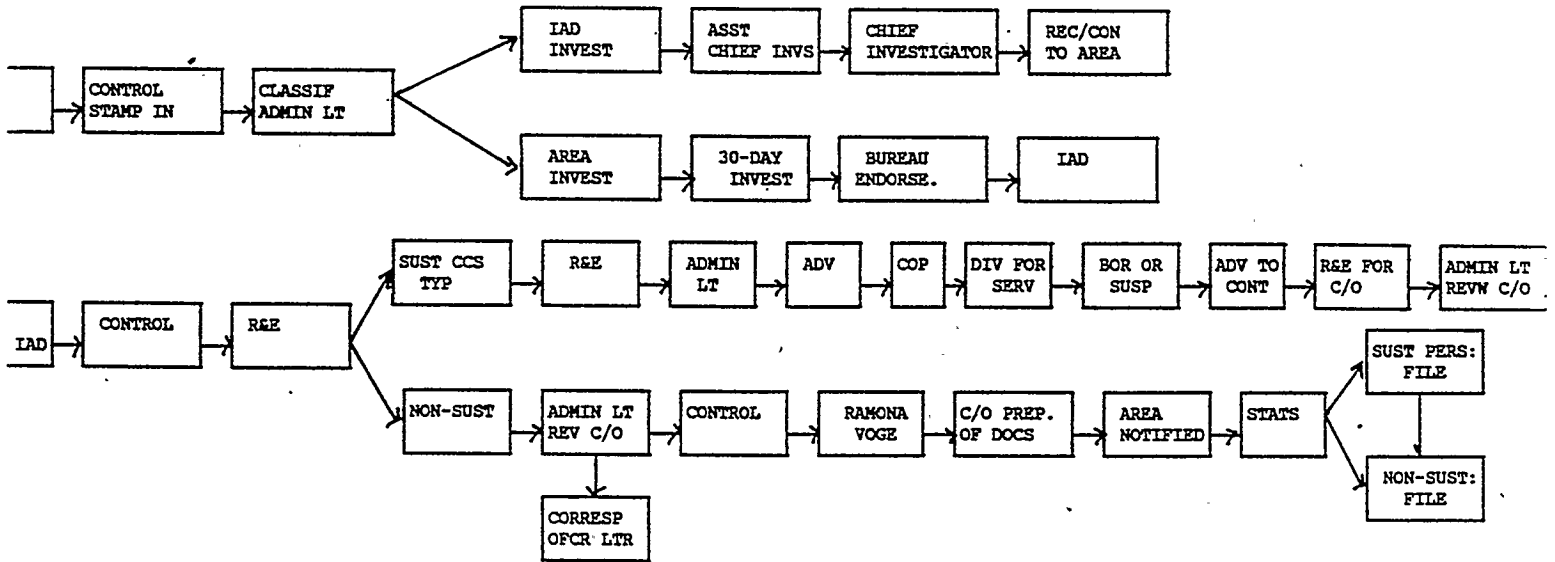 IAD
INVEST
ASST
CHIEF INVS
CHIEF
INVESTIGATOR
REC/CON
TO AREA
CONTROL
STAMP IN
CLASSIF
ADMIN LT
AREA
INVEST
30-DAY
INVEST
BUREAU
ENDORSE.
IAD
SUST CCS
TYP
R&E
ADMIN
LT
ADV
COP
DIV FOR
SERV
BOR OR
SUSP
ADV TO
CONT
R&E FOR
C/O
ADMIN LT
REVW C/O
IAD
CONTROL
R&E
SUST PERS:
FILE
NON-SUST
ADMIN LT
REV C/O
CONTROL
RAMONA
VOGE
C/O PREP.
OF DOCS
AREA
NOTIFIED
STATS
NON-SUST:
FILE
CORRESP
OFCR LTR